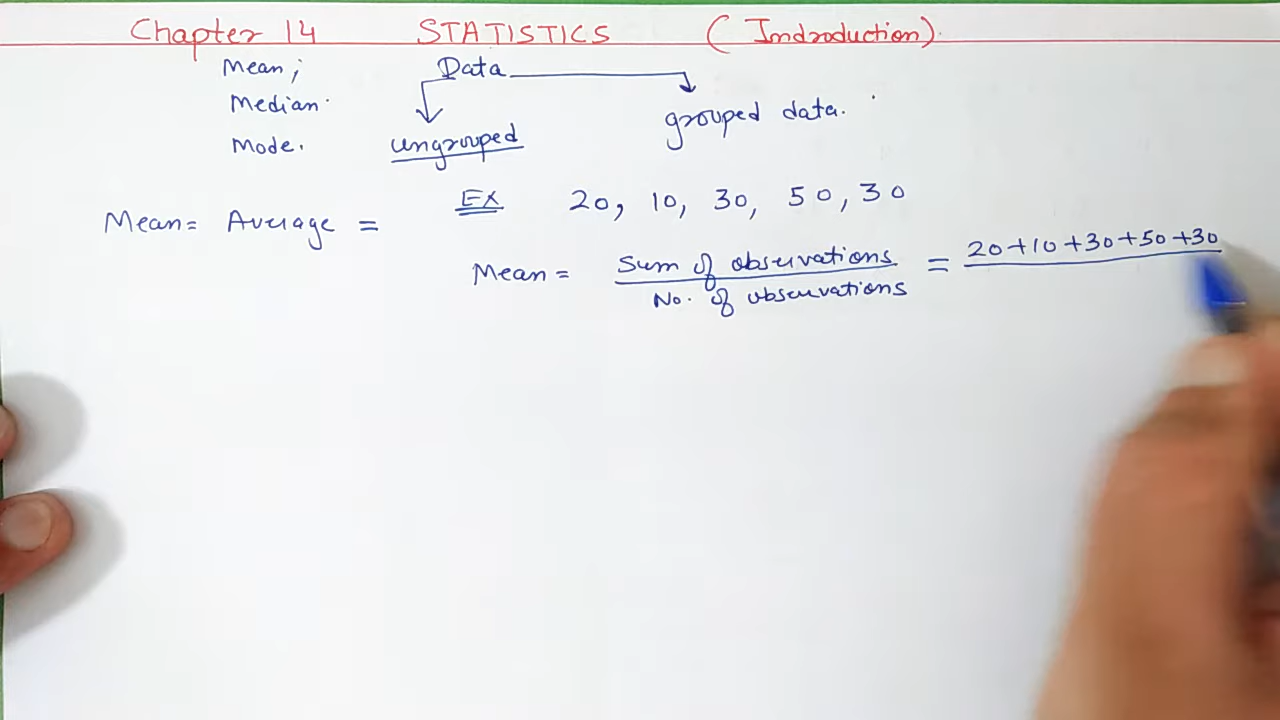 Chapter 14 STATISTICS (Indroduction).
Mean; Data
Median.
grouped data.
Mode. ungrouped
EX 20, 10, 30, 50, 30
Mean = Average =
Mean = Sum of observations / No. of observations = 20+10+30+50+30